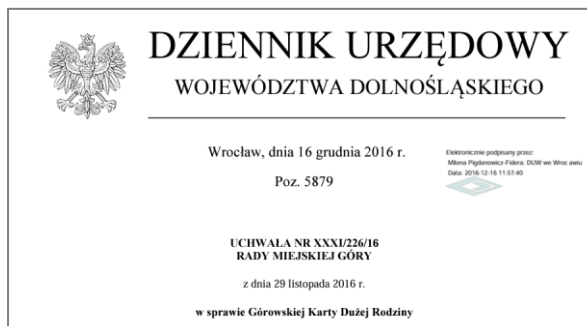 DZIENNIK URZĘDOWY
WOJEWÓDZTWA DOLNOŚLĄSKIEGO
Wrocław, dnia 16 grudnia 2016 r.
Poz. 5879
Elektronicznie podpisany przez:
Milena Pigdanowicz-Fidera; DUW we Wroc awiu
Data: 2016-12-16 11:57:40
UCHWAŁA NR XXXI/226/16
RADY MIEJSKIEJ GÓRY
z dnia 29 listopada 2016 r.
w sprawie Górowskiej Karty Dużej Rodziny